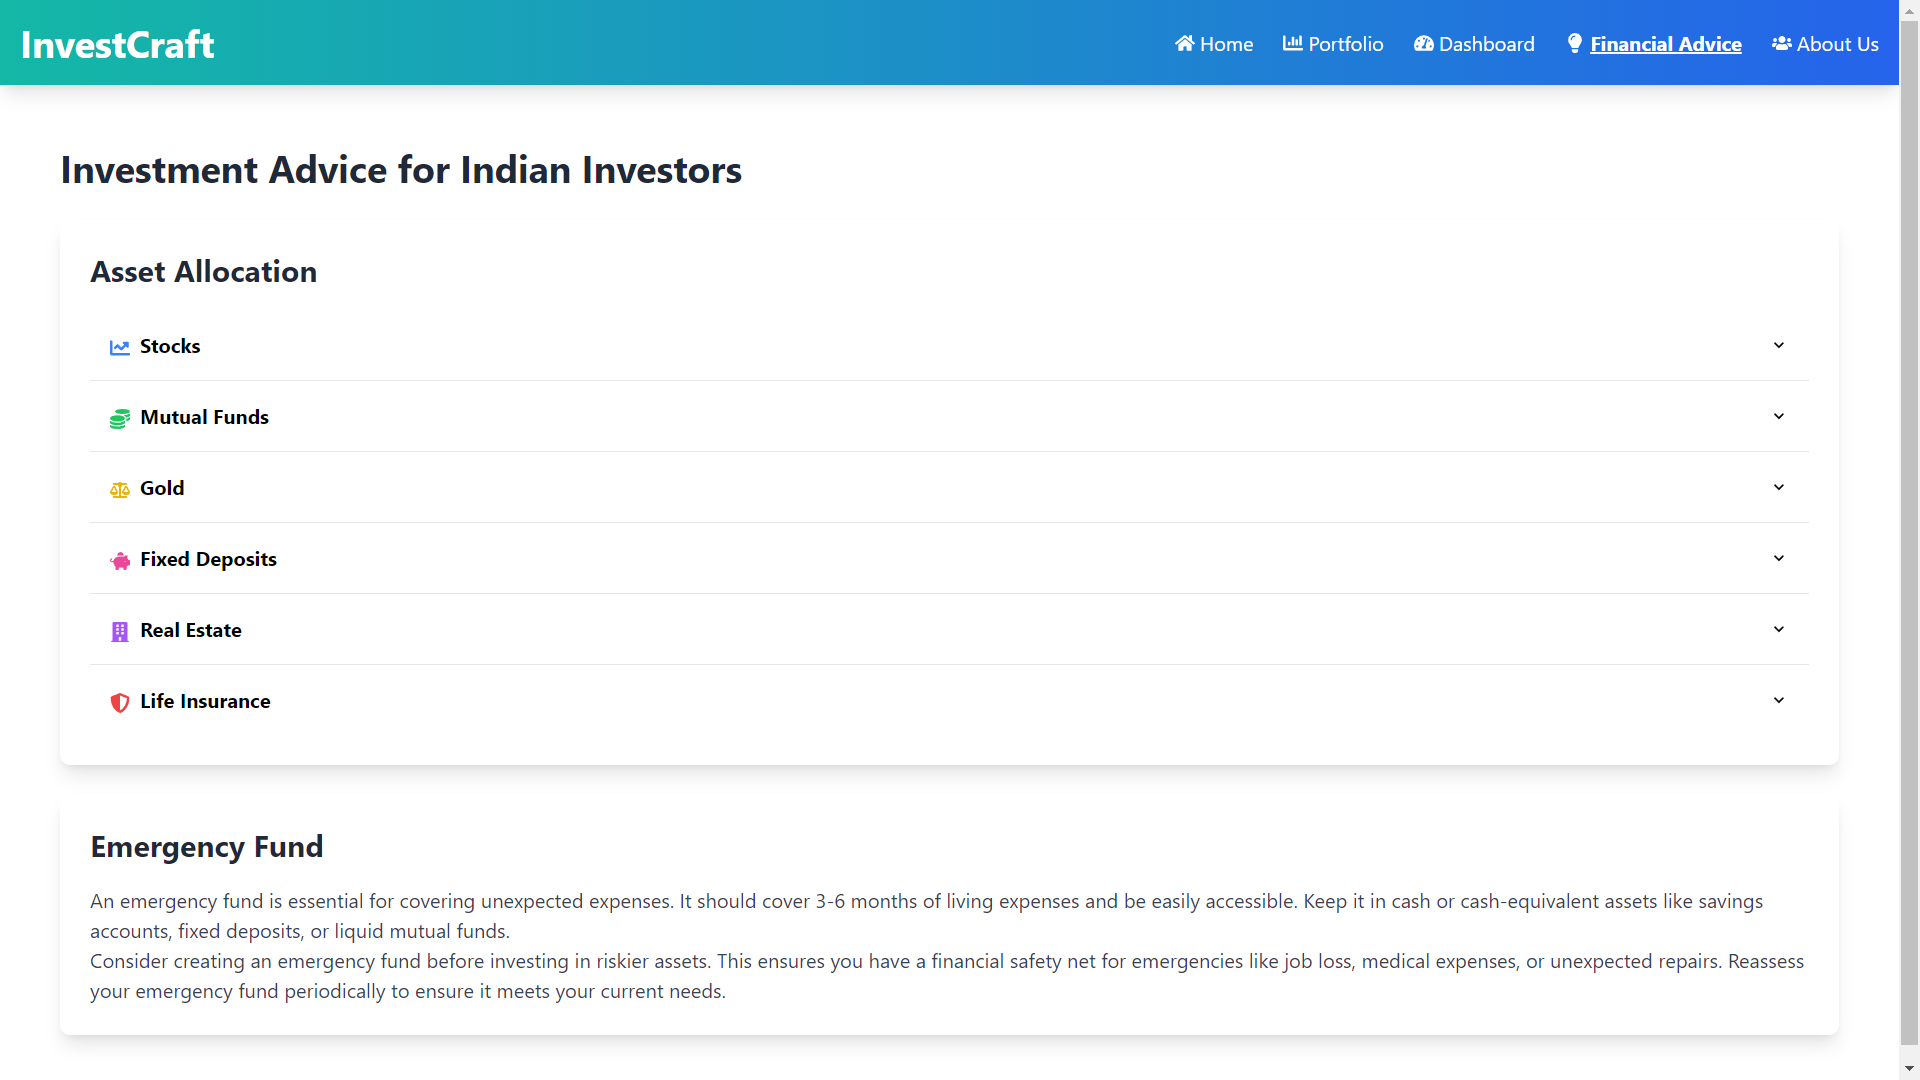 InvestCraft
Home
Portfolio
Dashboard
Financial Advice
About Us
Investment Advice for Indian Investors
Asset Allocation
Stocks
Mutual Funds
Gold
Fixed Deposits
Real Estate
Life Insurance
Emergency Fund
An emergency fund is essential for covering unexpected expenses. It should cover 3-6 months of living expenses and be easily accessible. Keep it in cash or cash-equivalent assets like savings
accounts, fixed deposits, or liquid mutual funds.
Consider creating an emergency fund before investing in riskier assets. This ensures you have a financial safety net for emergencies like job loss, medical expenses, or unexpected repairs. Reassess
your emergency fund periodically to ensure it meets your current needs.